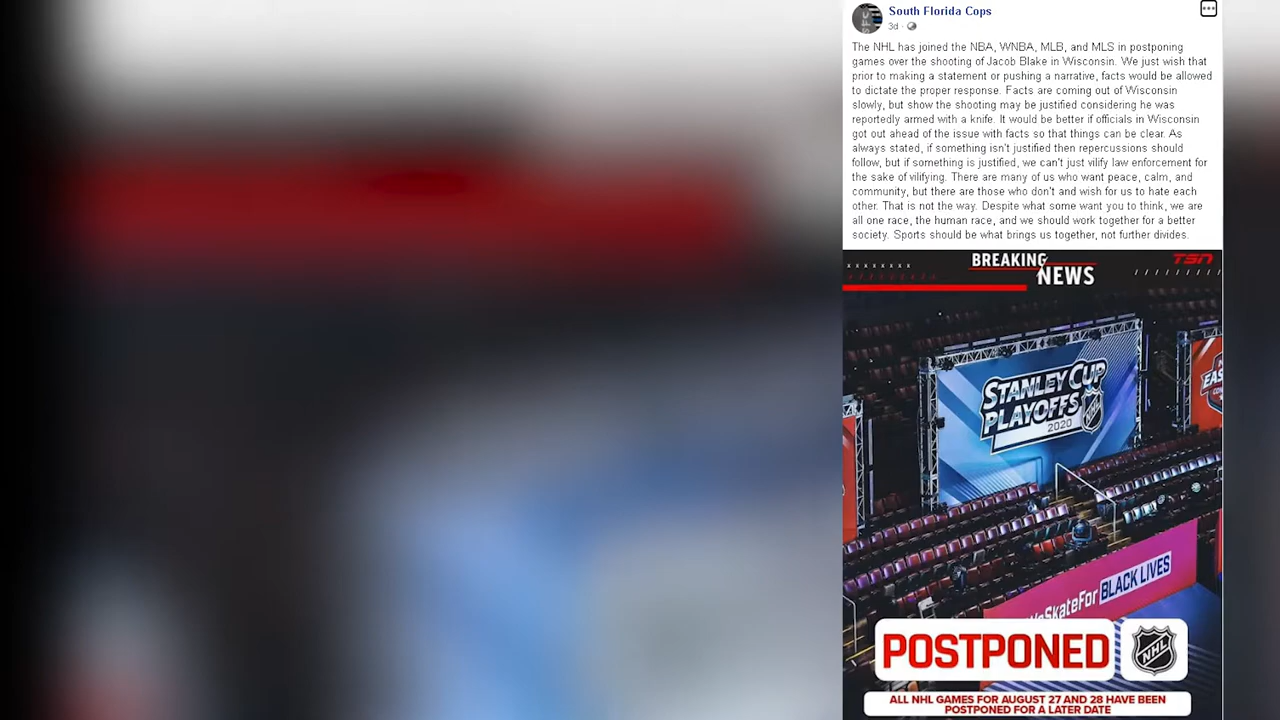 South Florida Cops
3d
The NHL has joined the NBA, WNBA, MLB, and MLS in postponing
games over the shooting of Jacob Blake in Wisconsin. We just wish that
prior to making a statement or pushing a narrative, facts would be allowed
to dictate the proper response. Facts are coming out of Wisconsin
slowly, but show the shooting may be justified considering he was
reportedly armed with a knife. It would be better if officials in Wisconsin
got out ahead of the issue with facts so that things can be clear. As
always stated, if something isn't justified then repercussions should
follow, but if something is justified, we can't just vilify law enforcement for
the sake of vilifying. There are many of us who want peace, calm, and
community, but there are those who don't and wish for us to hate each
other. That is not the way. Despite what some want you to think, we are
all one race, the human race, and we should work together for a better
society. Sports should be what brings us together, not further divides.
BREAKING
NEWS
TSN
STANLEY CUP
PLAYOFFS
2020
NHL
BLACK LIVES
POSTPONED
NHL
ALL NHL GAMES FOR AUGUST 27 AND 28 HAVE BEEN
POSTPONED FOR A LATER DATE